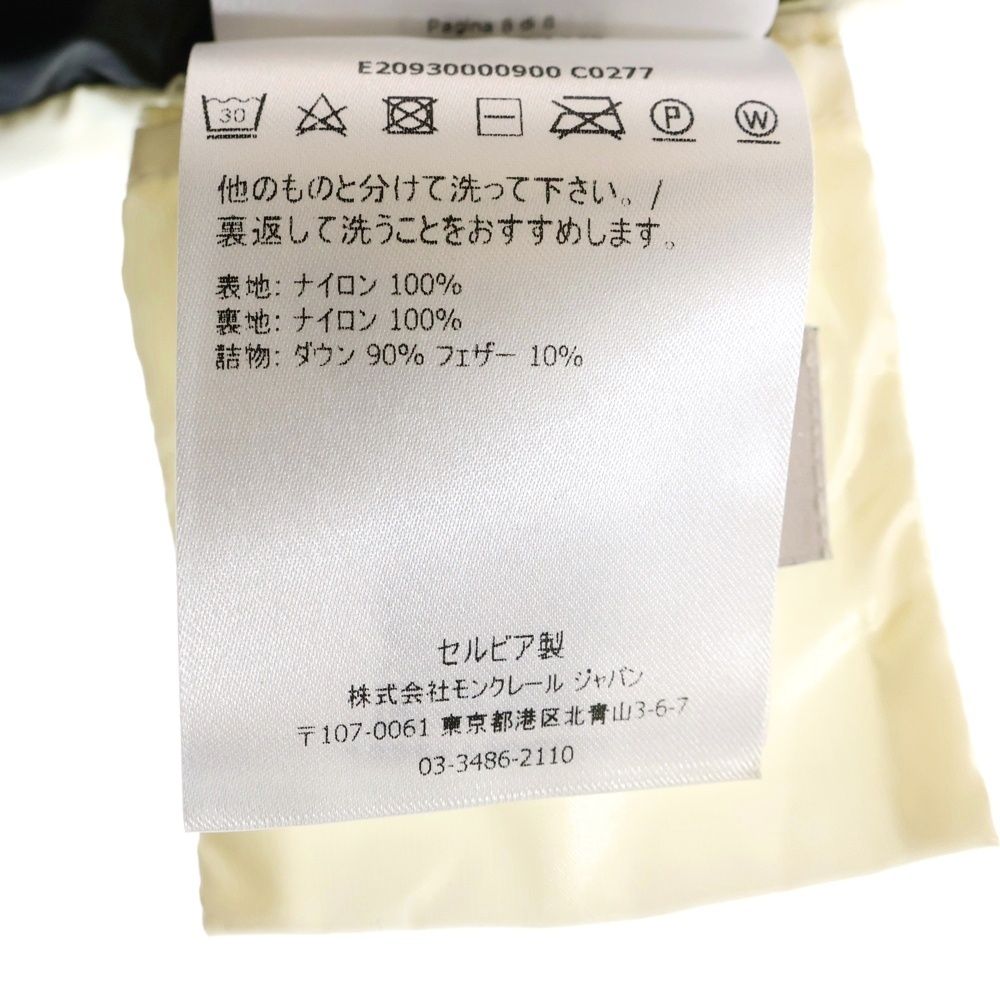 Pagina 8 di 8
E20930000900 C0277
30 P W
他のものと分けて洗って下さい。/
裏返して洗うことをおすすめします。
表地: ナイロン 100%
裏地: ナイロン 100%
詰物: ダウン 90% フェザー 10%
セルビア製
株式会社モンクレール ジャパン
〒107-0061 東京都港区北青山3-6-7
03-3486-2110